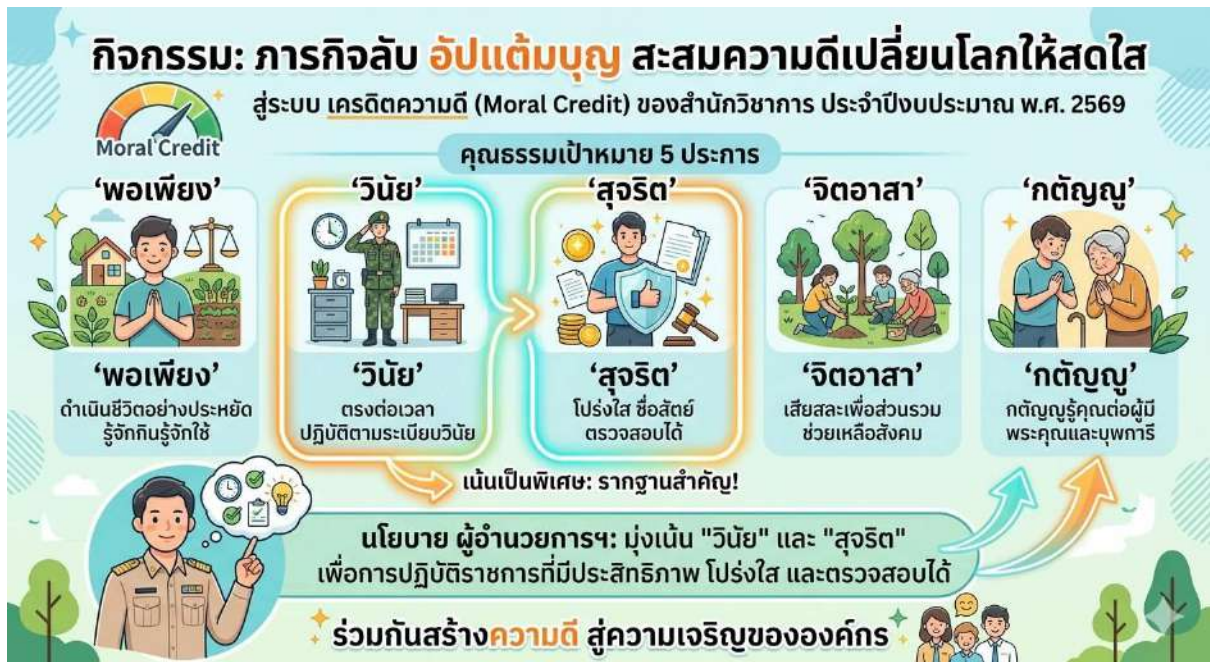 กิจกรรม: ภารกิจลับ อัปแต้มบุญ สะสมความดีเปลี่ยนโลกให้สดใส
สู่ระบบ เครดิตความดี (Moral Credit) ของสำนักวิชาการ ประจำปีงบประมาณ พ.ศ. 2569
Moral Credit
คุณธรรมเป้าหมาย 5 ประการ
‘พอเพียง’
‘วินัย’
‘สุจริต’
‘จิตอาสา’
‘กตัญญู’
‘พอเพียง’
ดำเนินชีวิตอย่างประหยัด
รู้จักกินรู้จักใช้
‘วินัย’
ตรงต่อเวลา
ปฏิบัติตามระเบียบวินัย
‘สุจริต’
โปร่งใส ซื่อสัตย์
ตรวจสอบได้
‘จิตอาสา’
เสียสละเพื่อส่วนรวม
ช่วยเหลือสังคม
‘กตัญญู’
กตัญญูรู้คุณต่อผู้มี
พระคุณและบุพการี
เน้นเป็นพิเศษ: รากฐานสำคัญ!
นโยบาย ผู้อำนวยการฯ: มุ่งเน้น "วินัย" และ "สุจริต"
เพื่อการปฏิบัติราชการที่มีประสิทธิภาพ โปร่งใส และตรวจสอบได้
ร่วมกันสร้างความดี สู่ความเจริญขององค์กร